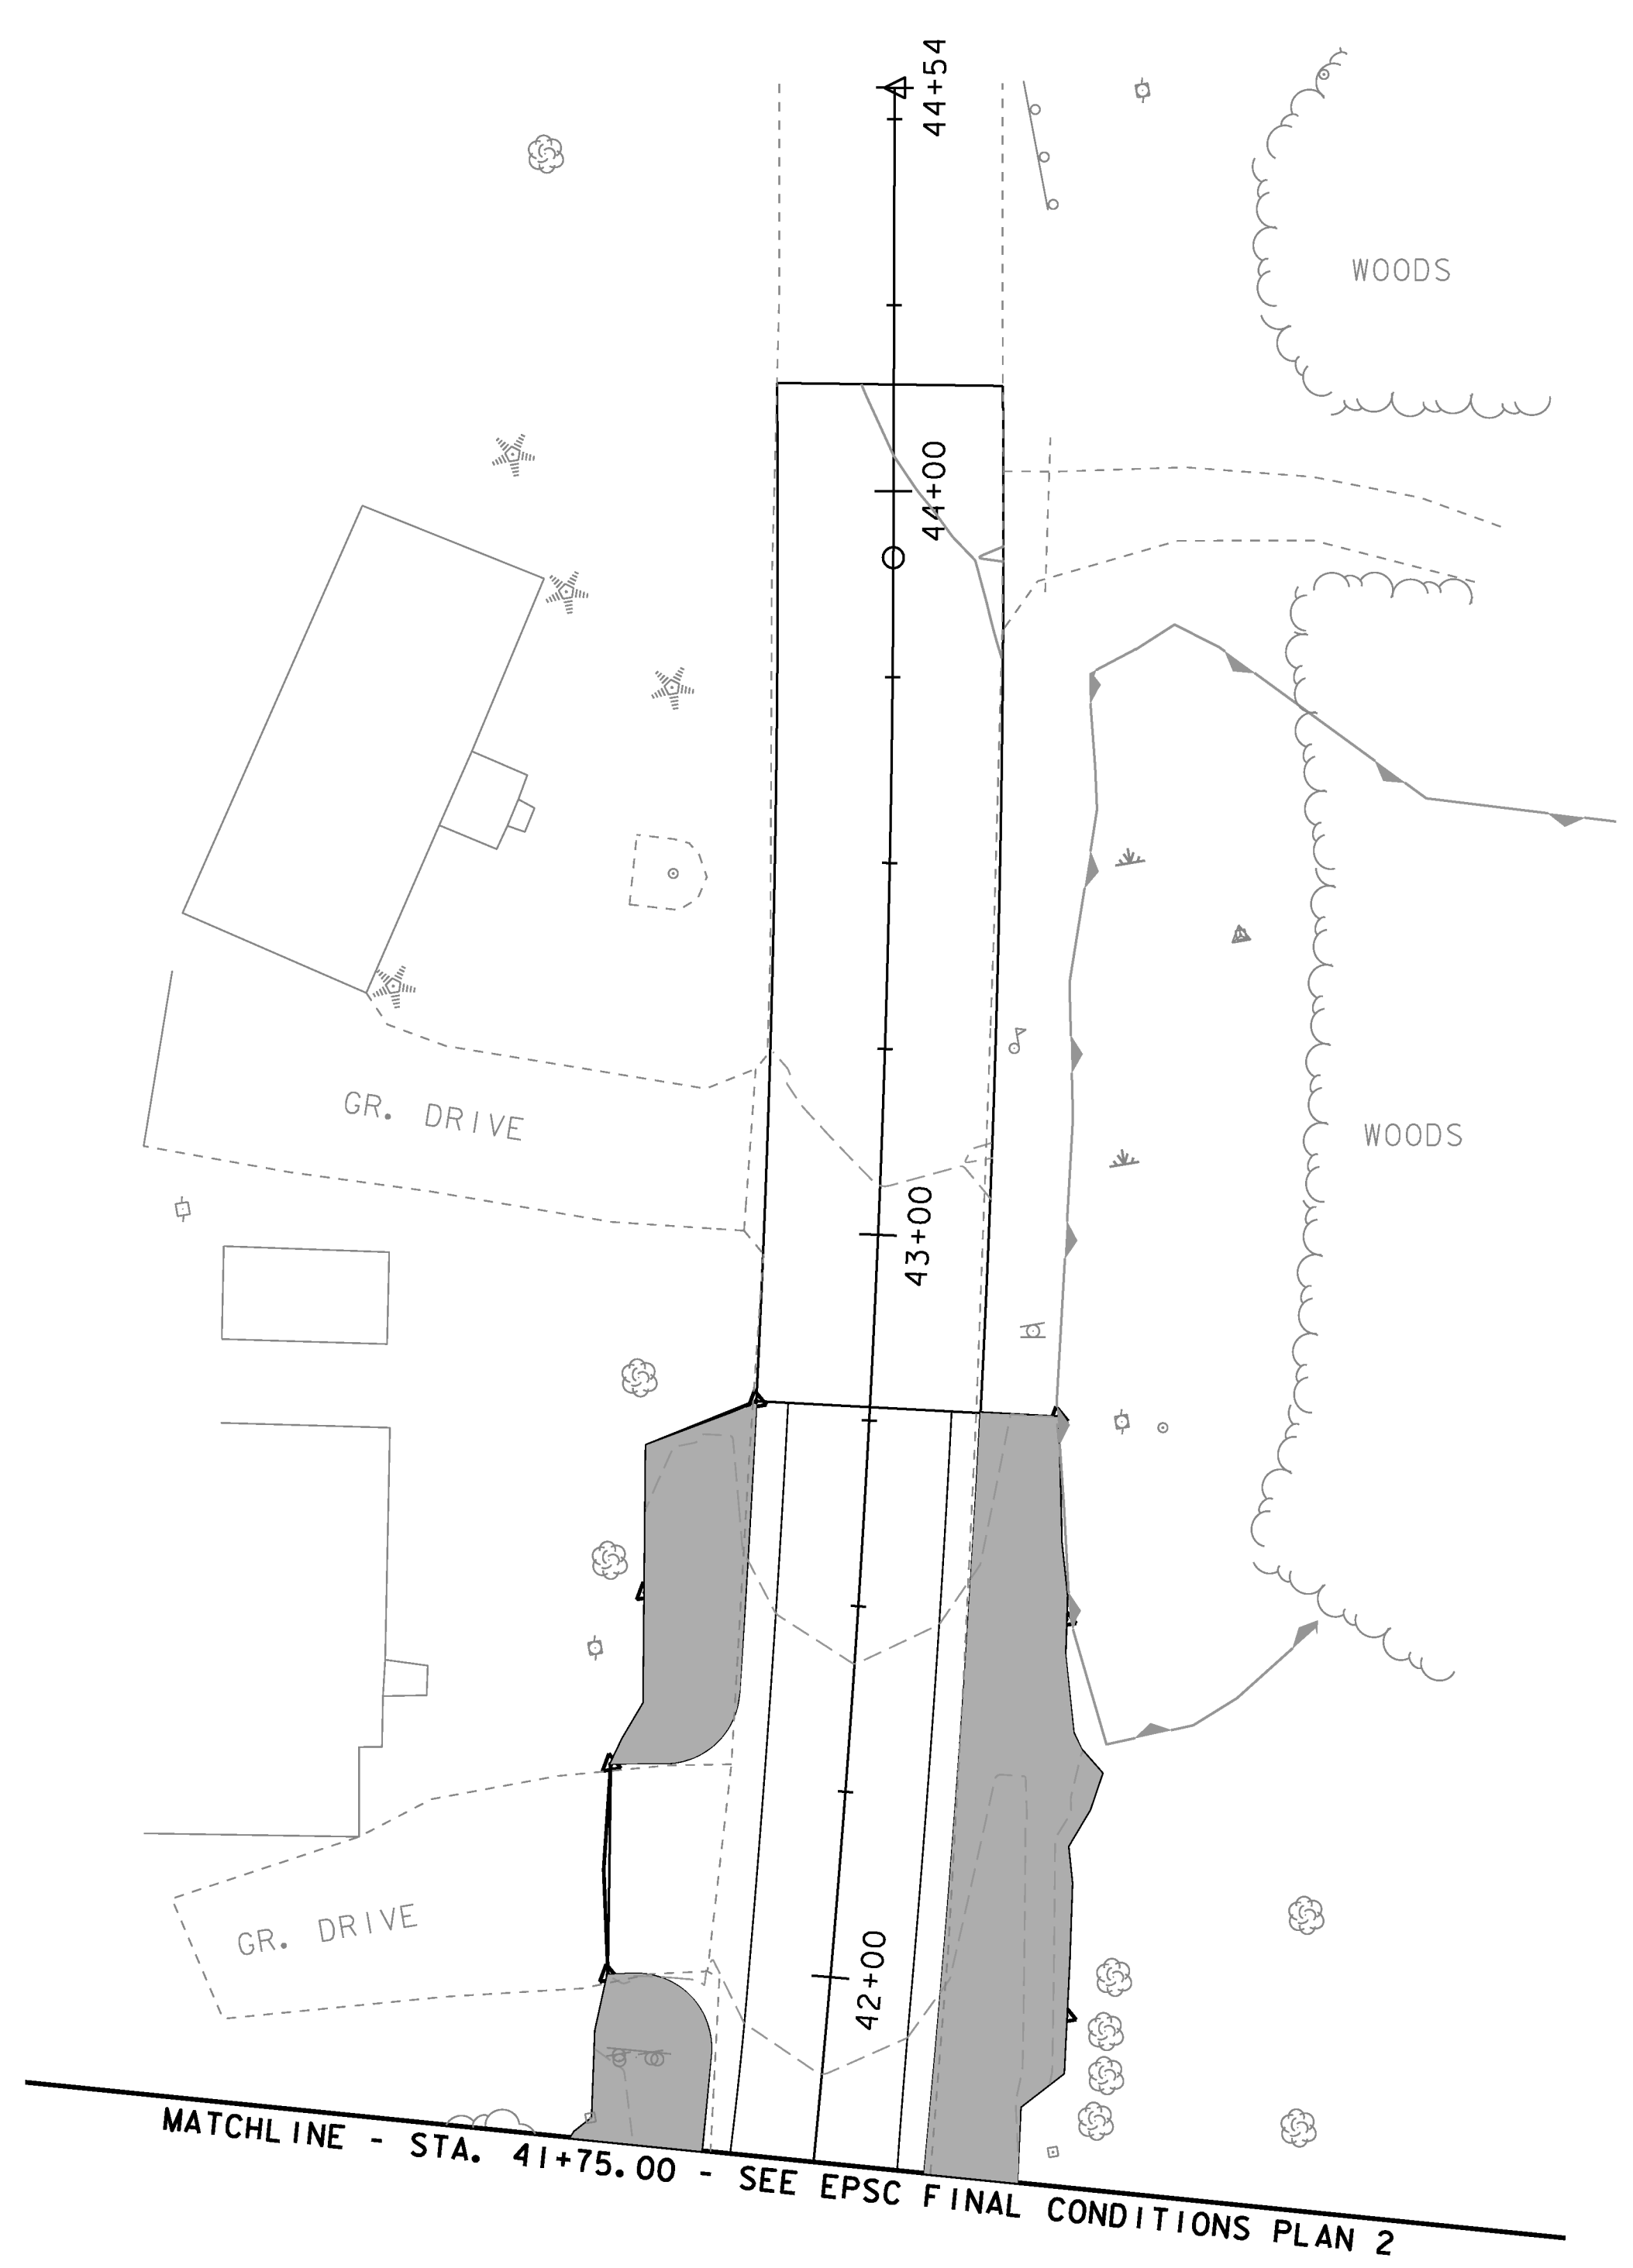 44+54
WOODS
44+00
GR. DRIVE
WOODS
43+00
GR. DRIVE
42+00
MATCHLINE - STA. 41+75.00 - SEE EPSC FINAL CONDITIONS PLAN 2